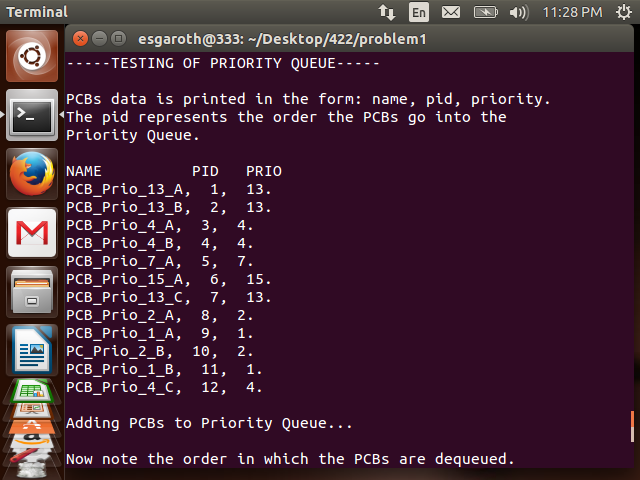 Terminal
En
11:28 PM
esgaroth@333: ~/Desktop/422/problem1
-----TESTING OF PRIORITY QUEUE-----
PCBs data is printed in the form: name, pid, priority.
The pid represents the order the PCBs go into the
Priority Queue.
NAME PID PRIO
PCB_Prio_13_A, 1, 13.
PCB_Prio_13_B, 2, 13.
PCB_Prio_4_A, 3, 4.
PCB_Prio_4_B, 4, 4.
PCB_Prio_7_A, 5, 7.
PCB_Prio_15_A, 6, 15.
PCB_Prio_13_C, 7, 13.
PCB_Prio_2_A, 8, 2.
PCB_Prio_1_A, 9, 1.
PC_Prio_2_B, 10, 2.
PCB_Prio_1_B, 11, 1.
PCB_Prio_4_C, 12, 4.
Adding PCBs to Priority Queue...
Now note the order in which the PCBs are dequeued.